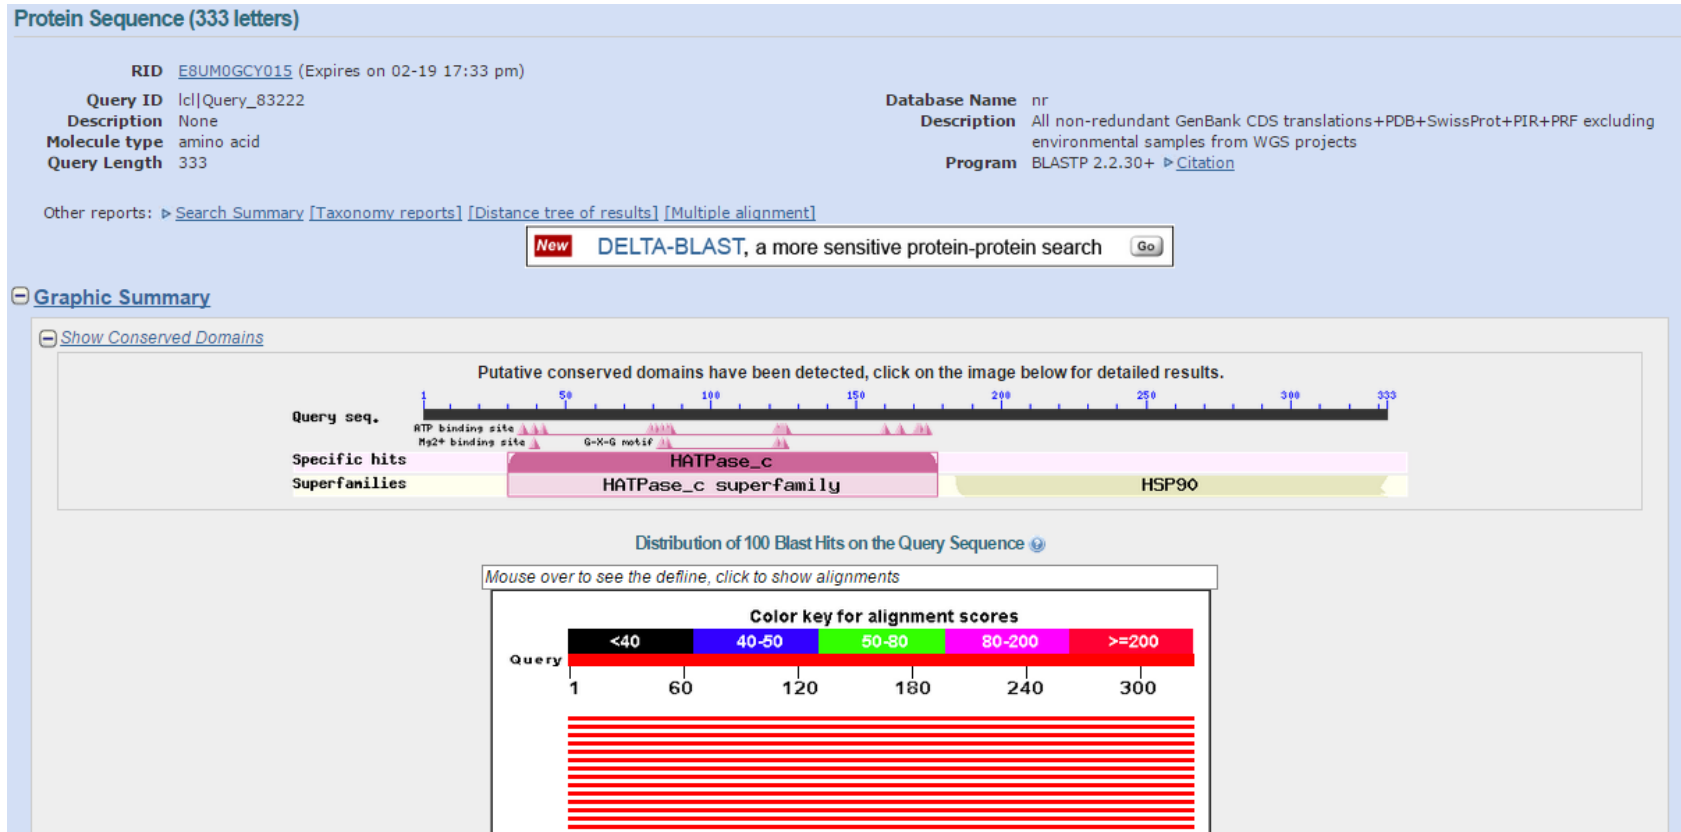 Protein Sequence (333 letters)
RID E8UM0GCY015 (Expires on 02-19 17:33 pm)
Query ID lcl|Query_83222
Description None
Molecule type amino acid
Query Length 333
Database Name nr
Description All non-redundant GenBank CDS translations+PDB+SwissProt+PIR+PRF excluding
environmental samples from WGS projects
Program BLASTP 2.2.30+ Citation
Other reports: Search Summary [Taxonomy reports] [Distance tree of results] [Multiple alignment]
New DELTA-BLAST, a more sensitive protein-protein search Go
Graphic Summary
Show Conserved Domains
Putative conserved domains have been detected, click on the image below for detailed results.
1 50 100 150 200 250 300 333
Query seq.
ATP binding site
Mg2+ binding site G-X-G motif
Specific hits HATPase_c
Superfamilies HATPase_c superfamily HSP90
Distribution of 100 Blast Hits on the Query Sequence
Mouse over to see the defline, click to show alignments
Color key for alignment scores
<40 40-50 50-80 80-200 >=200
Query
1 60 120 180 240 300